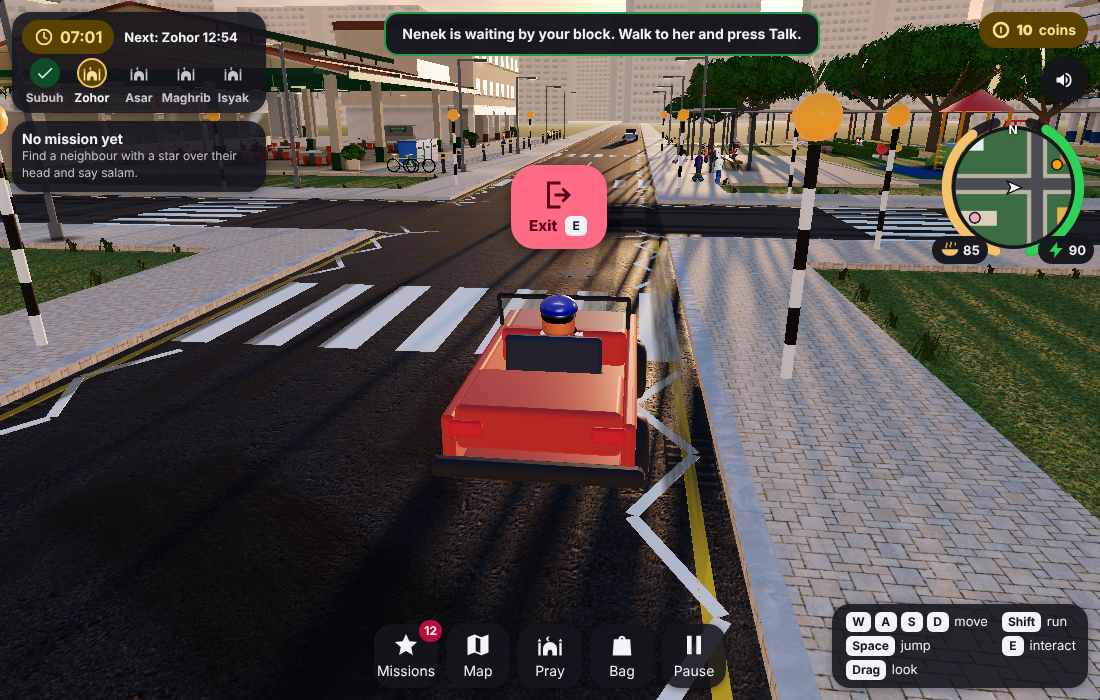 07:01
Next: Zohor 12:54
Subuh
Zohor
Asar
Maghrib
Isyak
No mission yet
Find a neighbour with a star over their
head and say salam.
Nenek is waiting by your block. Walk to her and press Talk.
10 coins
N
85
90
Exit E
12
Missions
Map
Pray
Bag
Pause
W A S D move
Shift run
Space jump
E interact
Drag look